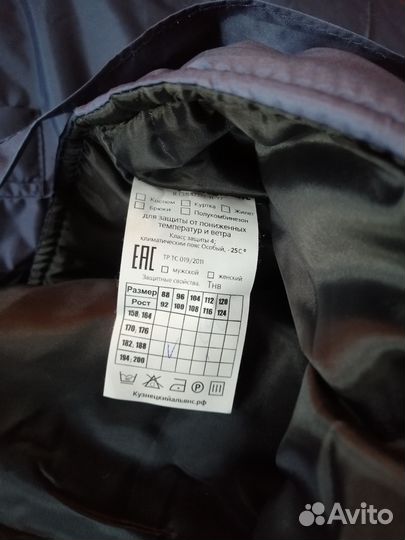 ☐ Костюм ☐ Куртка ☐ Жилет
☐ Брюки ☐ Полукомбинезон
для защиты от пониженных
температур и ветра
Класс защиты 4;
климатический пояс Особый, - 25С°
ЕАС ТР ТС 019/2011
☐ мужской ☐ женский
Защитные свойства: ТНВ
Размер 88 96 104 112 120
Рост 92 100 108 116 124
158, 164
170, 176
182, 188 V
194, 200
Кузнецкийальянс.рф
Avito